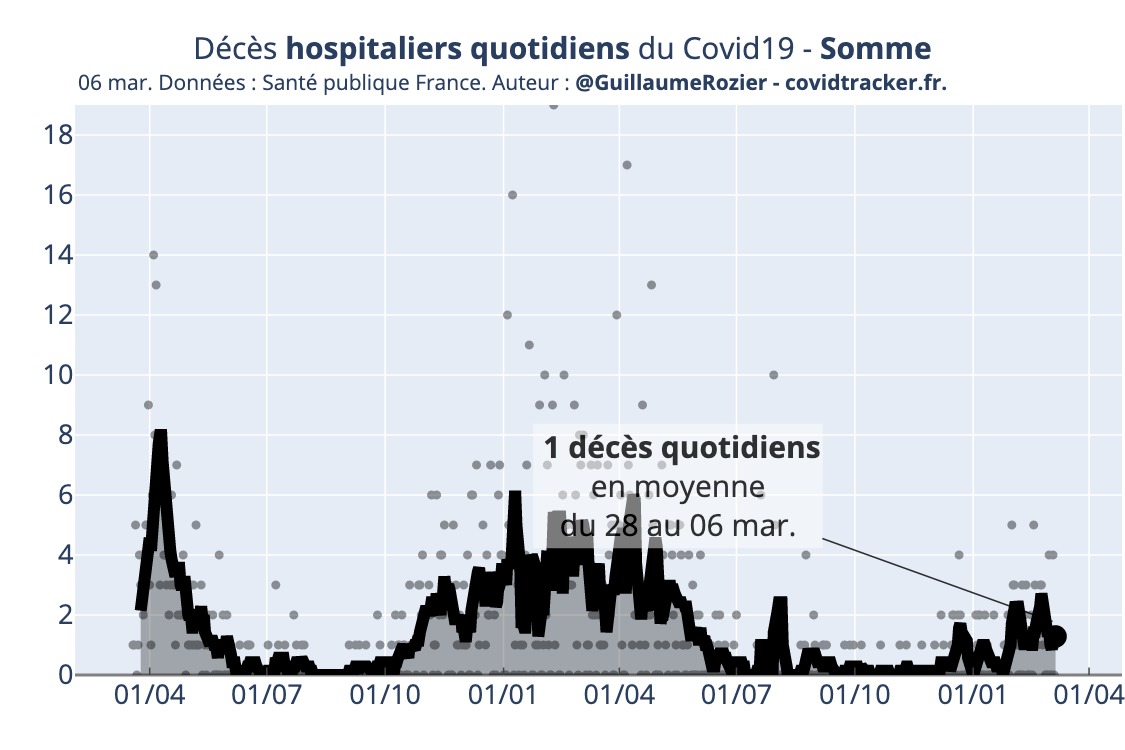 Décès hospitaliers quotidiens du Covid19 - Somme
06 mar. Données : Santé publique France. Auteur : @GuillaumeRozier - covidtracker.fr.
18
16
14
12
10
8
6
4
2
0
1 décès quotidiens
en moyenne
du 28 au 06 mar.
01/04 01/07 01/10 01/01 01/04 01/07 01/10 01/01 01/04